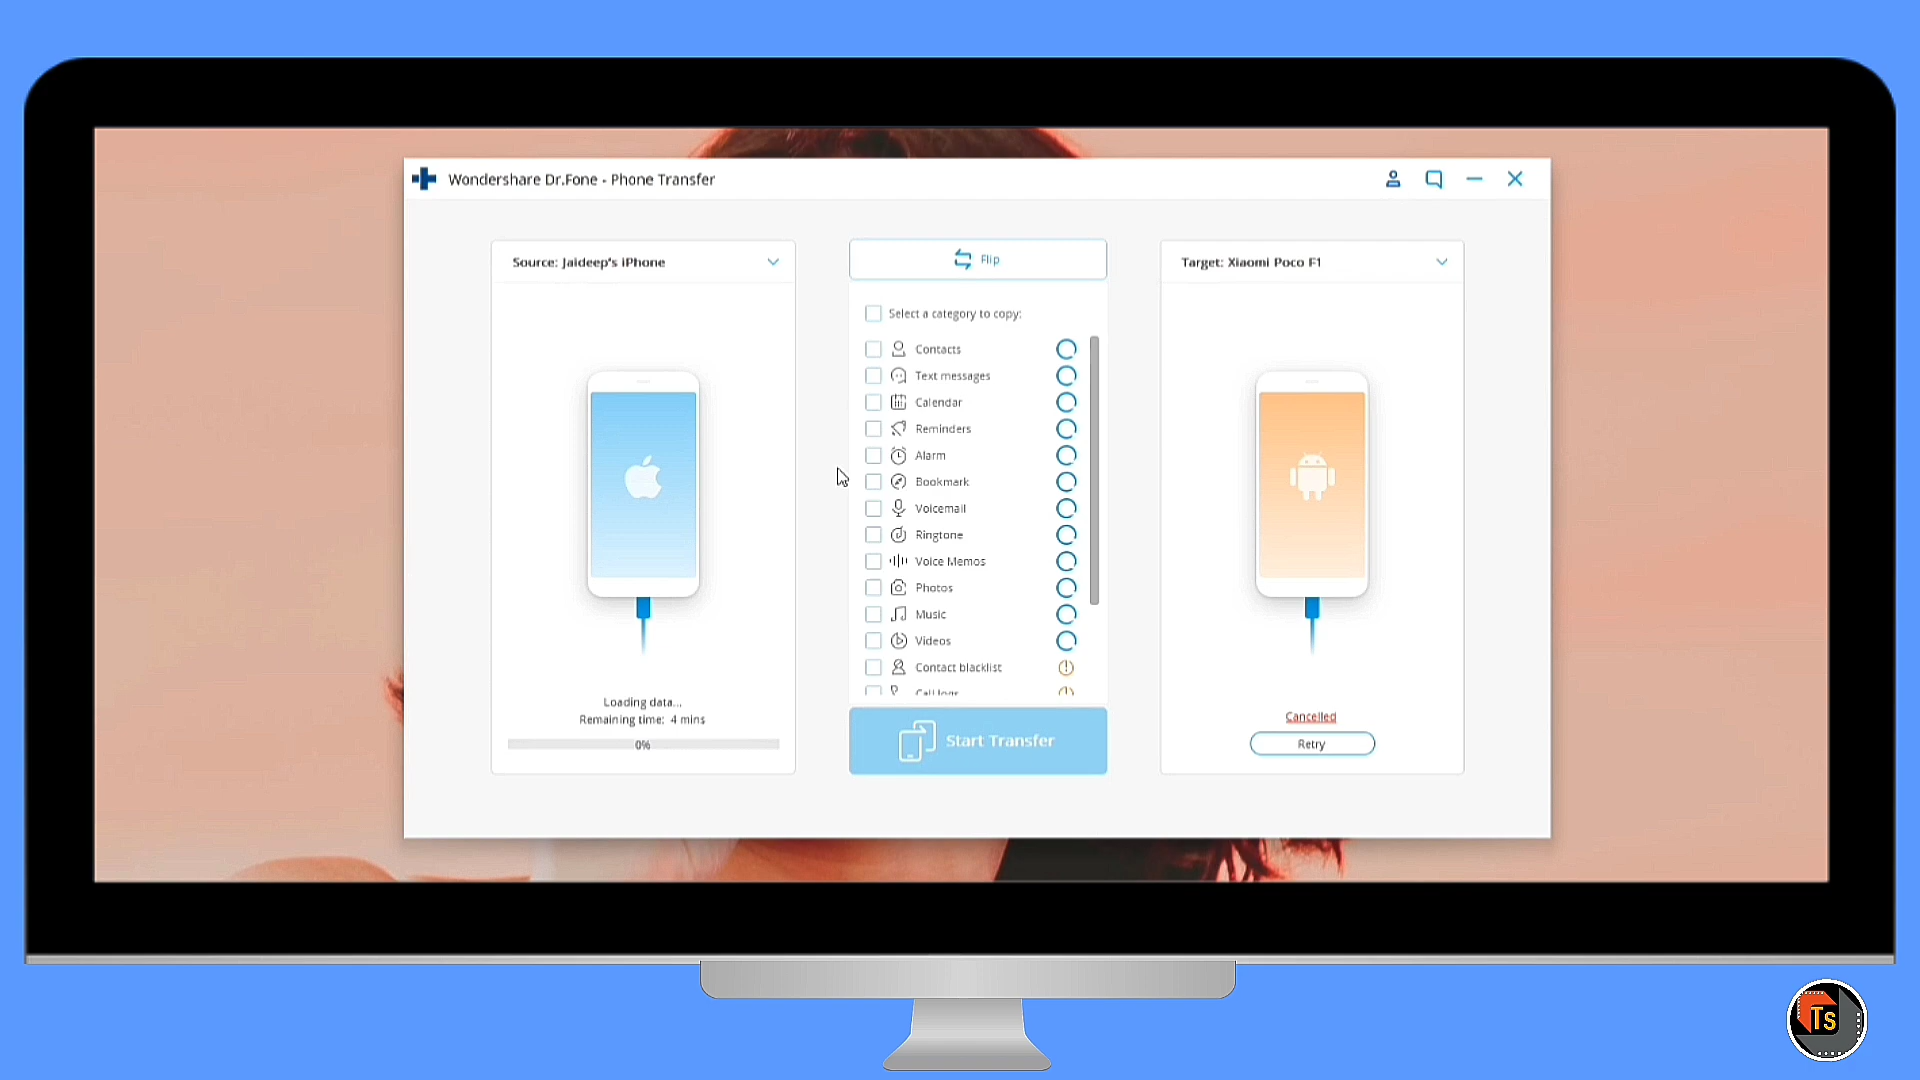 Wondershare Dr.Fone - Phone Transfer
Source: Jaideep's iPhone
Flip
Target: Xiaomi Poco F1
Select a category to copy:
Contacts
Text messages
Calendar
Reminders
Alarm
Bookmark
Voicemail
Ringtone
Voice Memos
Photos
Music
Videos
Contact blacklist
Call logs
Loading data...
Remaining time: 4 mins
0%
Start Transfer
Cancelled
Retry
Ts